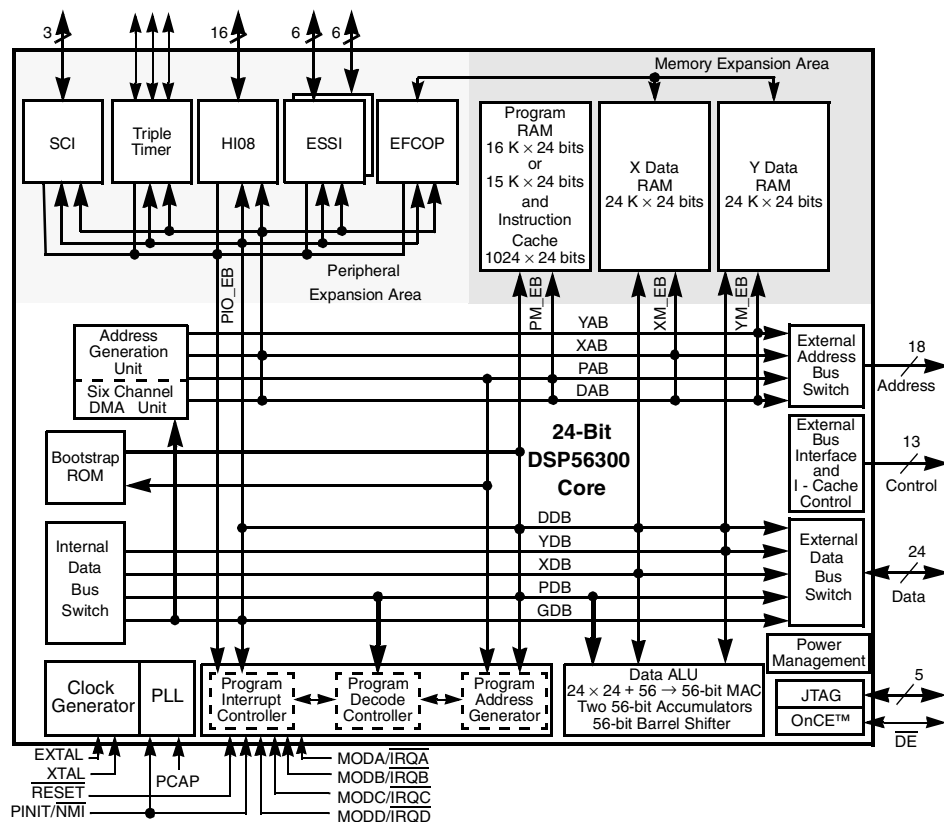 3
16
6
6
Memory Expansion Area
SCI
Triple
Timer
HI08
ESSI
EFCOP
Program
RAM
16 K × 24 bits
or
15 K × 24 bits
and
Instruction
Cache
1024 × 24 bits
X Data
RAM
24 K × 24 bits
Y Data
RAM
24 K × 24 bits
Peripheral
Expansion Area
PIO_EB
PM_EB
XM_EB
YM_EB
Address
Generation
Unit
Six Channel
DMA Unit
YAB
XAB
PAB
DAB
External
Address
Bus
Switch
18
Address
24-Bit
DSP56300
Core
Bootstrap
ROM
External
Bus
Interface
and
I - Cache
Control
13
Control
Internal
Data
Bus
Switch
DDB
YDB
XDB
PDB
GDB
External
Data
Bus
Switch
24
Data
Power
Management
Clock
Generator
PLL
Program
Interrupt
Controller
Program
Decode
Controller
Program
Address
Generator
Data ALU
24 × 24 + 56 → 56-bit MAC
Two 56-bit Accumulators
56-bit Barrel Shifter
JTAG
OnCE™
5
DE
EXTAL
XTAL
RESET
PINIT/NMI
PCAP
MODA/IRQA
MODB/IRQB
MODC/IRQC
MODD/IRQD